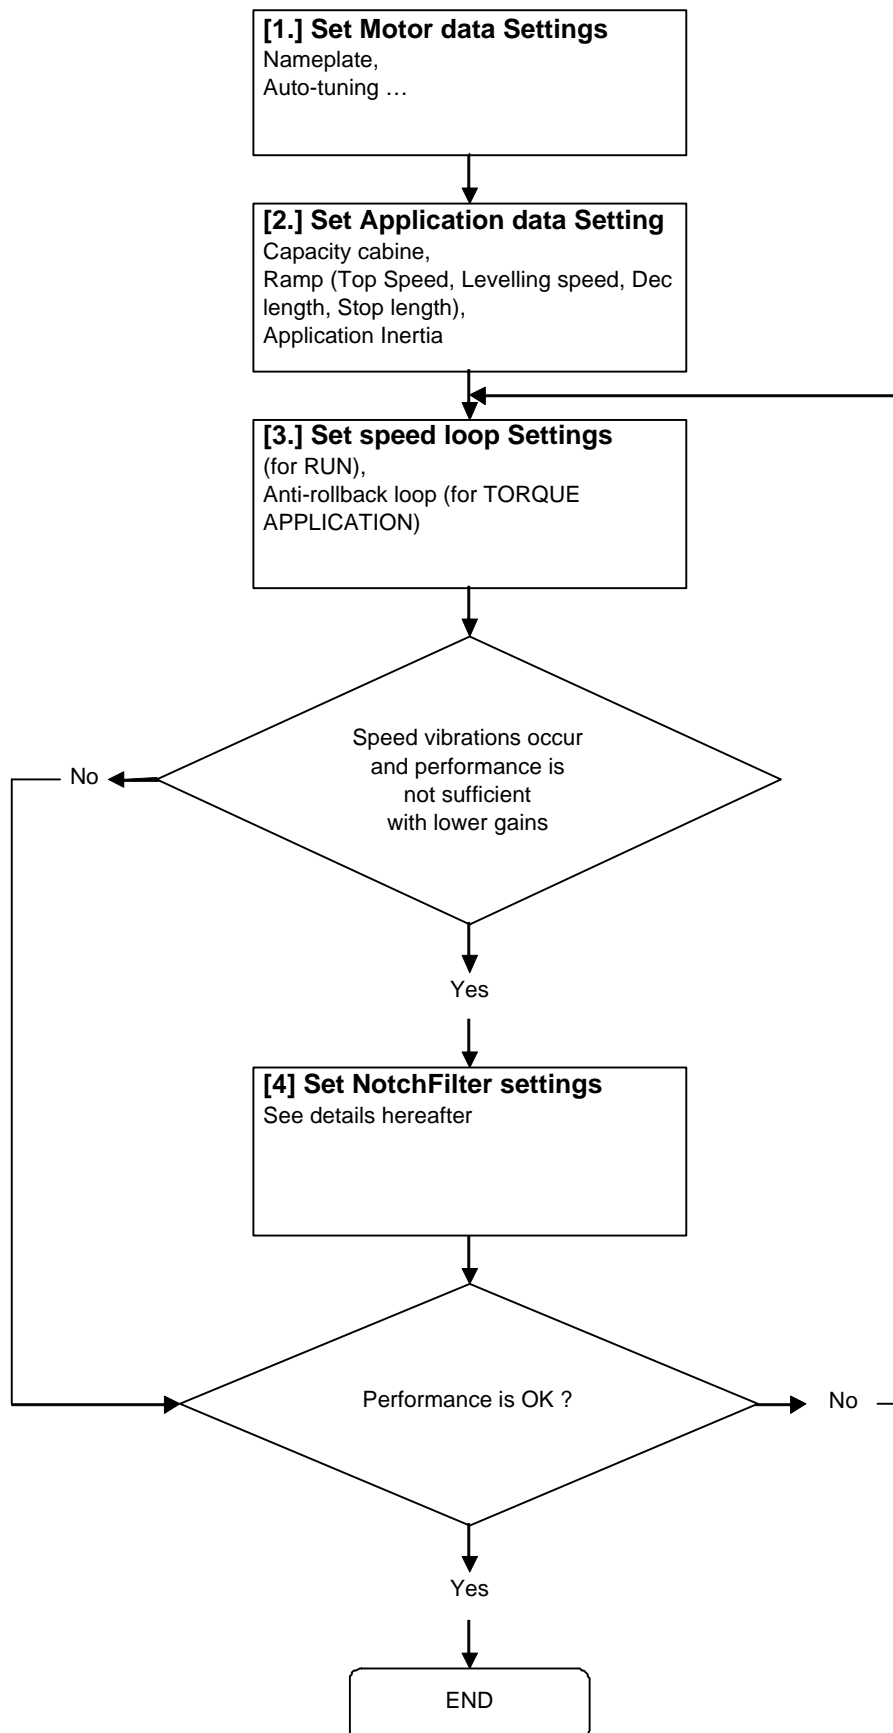 [1.] Set Motor data Settings
Nameplate,
Auto-tuning …
[2.] Set Application data Setting
Capacity cabine,
Ramp (Top Speed, Levelling speed, Dec
length, Stop length),
Application Inertia
[3.] Set speed loop Settings
(for RUN),
Anti-rollback loop (for TORQUE
APPLICATION)
Speed vibrations occur
and performance is
not sufficient
with lower gains
No
Yes
[4] Set NotchFilter settings
See details hereafter
Performance is OK ?
No
Yes
END